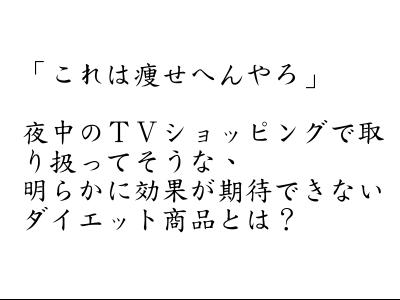 「これは痩せへんやろ」
夜中のＴＶショッピングで取
り扱ってそうな、
明らかに効果が期待できない
ダイエット商品とは？